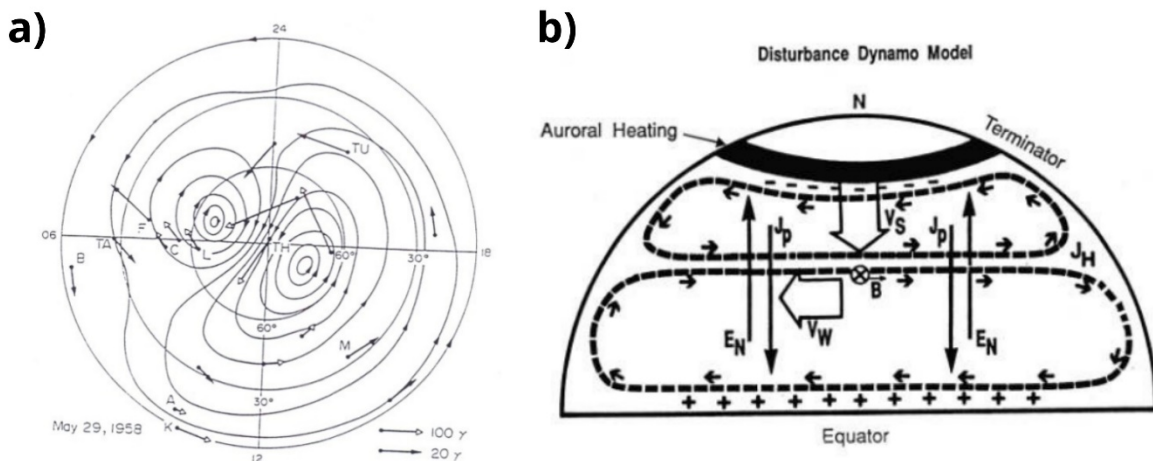 a)
24
TU
06
F
TA
C
L
TH
60°
30°
18
B
60°
M
30°
A
K
May 29, 1958
12
100 γ
20 γ
b)
Disturbance Dynamo Model
N
Auroral Heating
Terminator
V_S
J_P
J_P
J_H
B
V_W
E_N
E_N
Equator